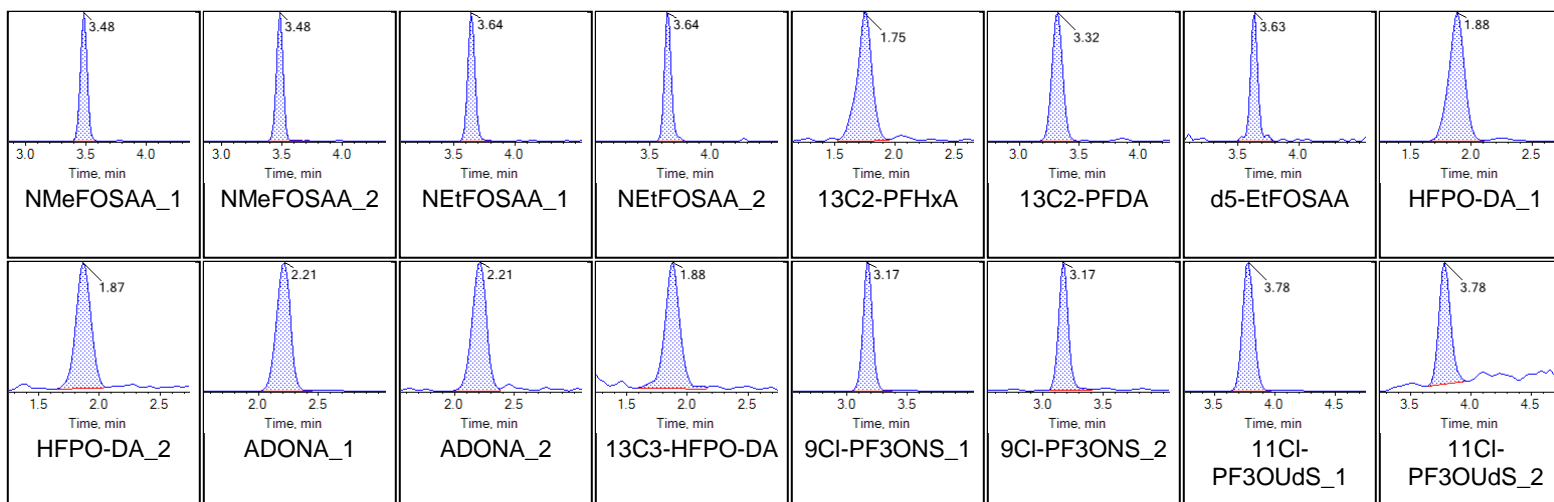 3.48 3.48 3.64 3.64 1.75 3.32 3.63 1.88
3.0 3.5 4.0 3.0 3.5 4.0 3.5 4.0 3.5 4.0 1.5 2.0 2.5 3.0 3.5 4.0 3.5 4.0 1.5 2.0 2.5
Time, min Time, min Time, min Time, min Time, min Time, min Time, min Time, min
NMeFOSAA_1 NMeFOSAA_2 NEtFOSAA_1 NEtFOSAA_2 13C2-PFHxA 13C2-PFDA d5-EtFOSAA HFPO-DA_1
1.87 2.21 2.21 1.88 3.17 3.17 3.78 3.78
1.5 2.0 2.5 2.0 2.5 2.0 2.5 1.5 2.0 2.5 3.0 3.5 3.0 3.5 3.5 4.0 4.5 3.5 4.0 4.5
Time, min Time, min Time, min Time, min Time, min Time, min Time, min Time, min
HFPO-DA_2 ADONA_1 ADONA_2 13C3-HFPO-DA 9Cl-PF3ONS_1 9Cl-PF3ONS_2 11Cl- 11Cl-
PF3OUdS_1 PF3OUdS_2